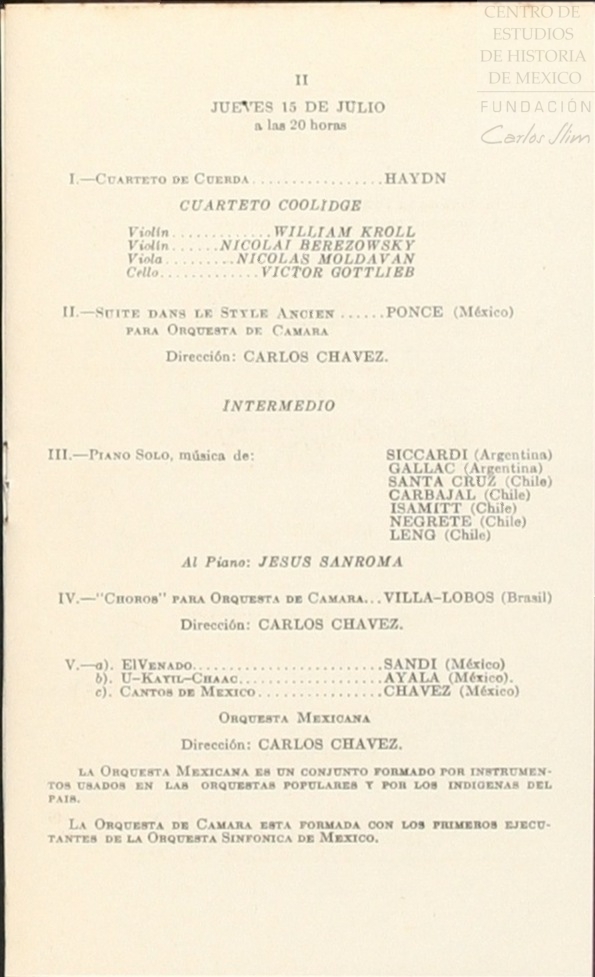 CENTRO DE
ESTUDIOS
DE HISTORIA
DE MEXICO
FUNDACIÓN
Carlos Slim
II
JUEVES 15 DE JULIO
a las 20 horas
I.—CUARTETO DE CUERDA................HAYDN
CUARTETO COOLIDGE
Violín.............WILLIAM KROLL
Violín......NICOLAI BEREZOWSKY
Viola.........NICOLAS MOLDAVAN
Cello............VICTOR GOTTLIEB
II.—SUITE DANS LE STYLE ANCIEN ......PONCE (México)
PARA ORQUESTA DE CAMARA
Dirección: CARLOS CHAVEZ.
INTERMEDIO
III.—PIANO SOLO, música de: SICCARDI (Argentina)
GALLAC (Argentina)
SANTA CRUZ (Chile)
CARBAJAL (Chile)
ISAMITT (Chile)
NEGRETE (Chile)
LENG (Chile)
Al Piano: JESUS SANROMA
IV.—"CHOROS" PARA ORQUESTA DE CAMARA...VILLA-LOBOS (Brasil)
Dirección: CARLOS CHAVEZ.
V.—a). ElVENADO.......................SANDI (México)
b). U-KAYIL-CHAAC.................AYALA (México).
c). CANTOS DE MEXICO...............CHAVEZ (México)
ORQUESTA MEXICANA
Dirección: CARLOS CHAVEZ.
LA ORQUESTA MEXICANA ES UN CONJUNTO FORMADO POR INSTRUMEN-
TOS USADOS EN LAS ORQUESTAS POPULARES Y POR LOS INDIGENAS DEL
PAIS.
LA ORQUESTA DE CAMARA ESTA FORMADA CON LOS PRIMEROS EJECU-
TANTES DE LA ORQUESTA SINFONICA DE MEXICO.